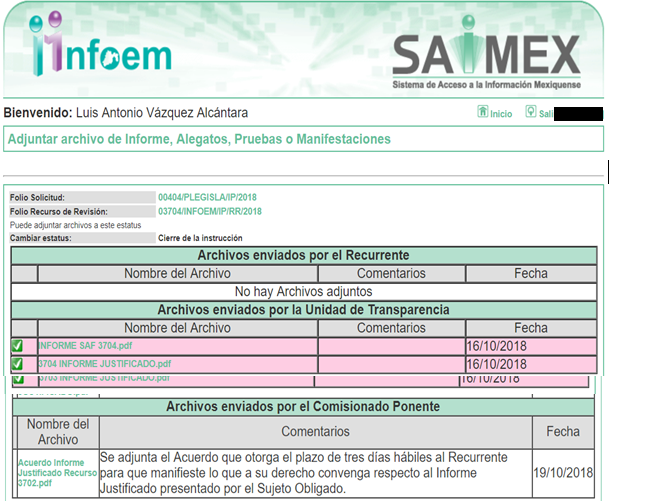 infoem
SAIMEX
Sistema de Acceso a la Información Mexiquense
Bienvenido: Luis Antonio Vázquez Alcántara
Inicio
Sali
Adjuntar archivo de Informe, Alegatos, Pruebas o Manifestaciones
Folio Solicitud: 00404/PLEGISLA/IP/2018
Folio Recurso de Revisión: 03704/INFOEM/IP/RR/2018
Puede adjuntar archivos a este estatus
Cambiar estatus: Cierre de la instrucción
Archivos enviados por el Recurrente
Nombre del Archivo Comentarios Fecha
No hay Archivos adjuntos
Archivos enviados por la Unidad de Transparencia
Nombre del Archivo Comentarios Fecha
INFORME SAF 3704.pdf 16/10/2018
3704 INFORME JUSTIFICADO.pdf 16/10/2018
3703 INFORME JUSTIFICADO.pdf 16/10/2018
Archivos enviados por el Comisionado Ponente
Nombre del
Archivo
Comentarios
Fecha
Acuerdo Informe
Justificado Recurso
3702.pdf
Se adjunta el Acuerdo que otorga el plazo de tres días hábiles al Recurrente
para que manifieste lo que a su derecho convenga respecto al Informe
Justificado presentado por el Sujeto Obligado.
19/10/2018